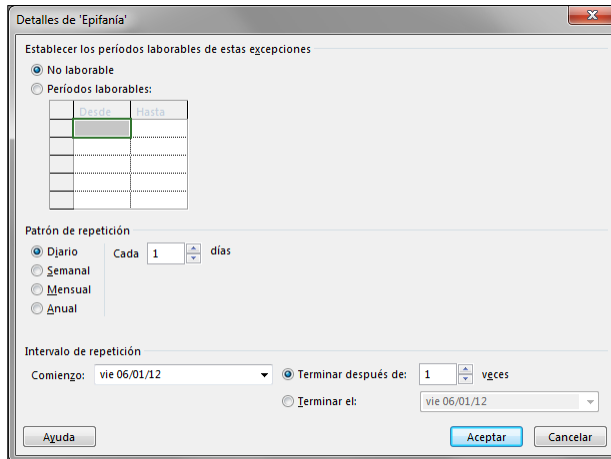 Detalles de 'Epifanía'
Establecer los períodos laborables de estas excepciones
No laborable
Períodos laborables:
Desde Hasta
Patrón de repetición
Diario Cada 1 días
Semanal
Mensual
Anual
Intervalo de repetición
Comienzo: vie 06/01/12 Terminar después de: 1 veces
Terminar el: vie 06/01/12
Ayuda Aceptar Cancelar